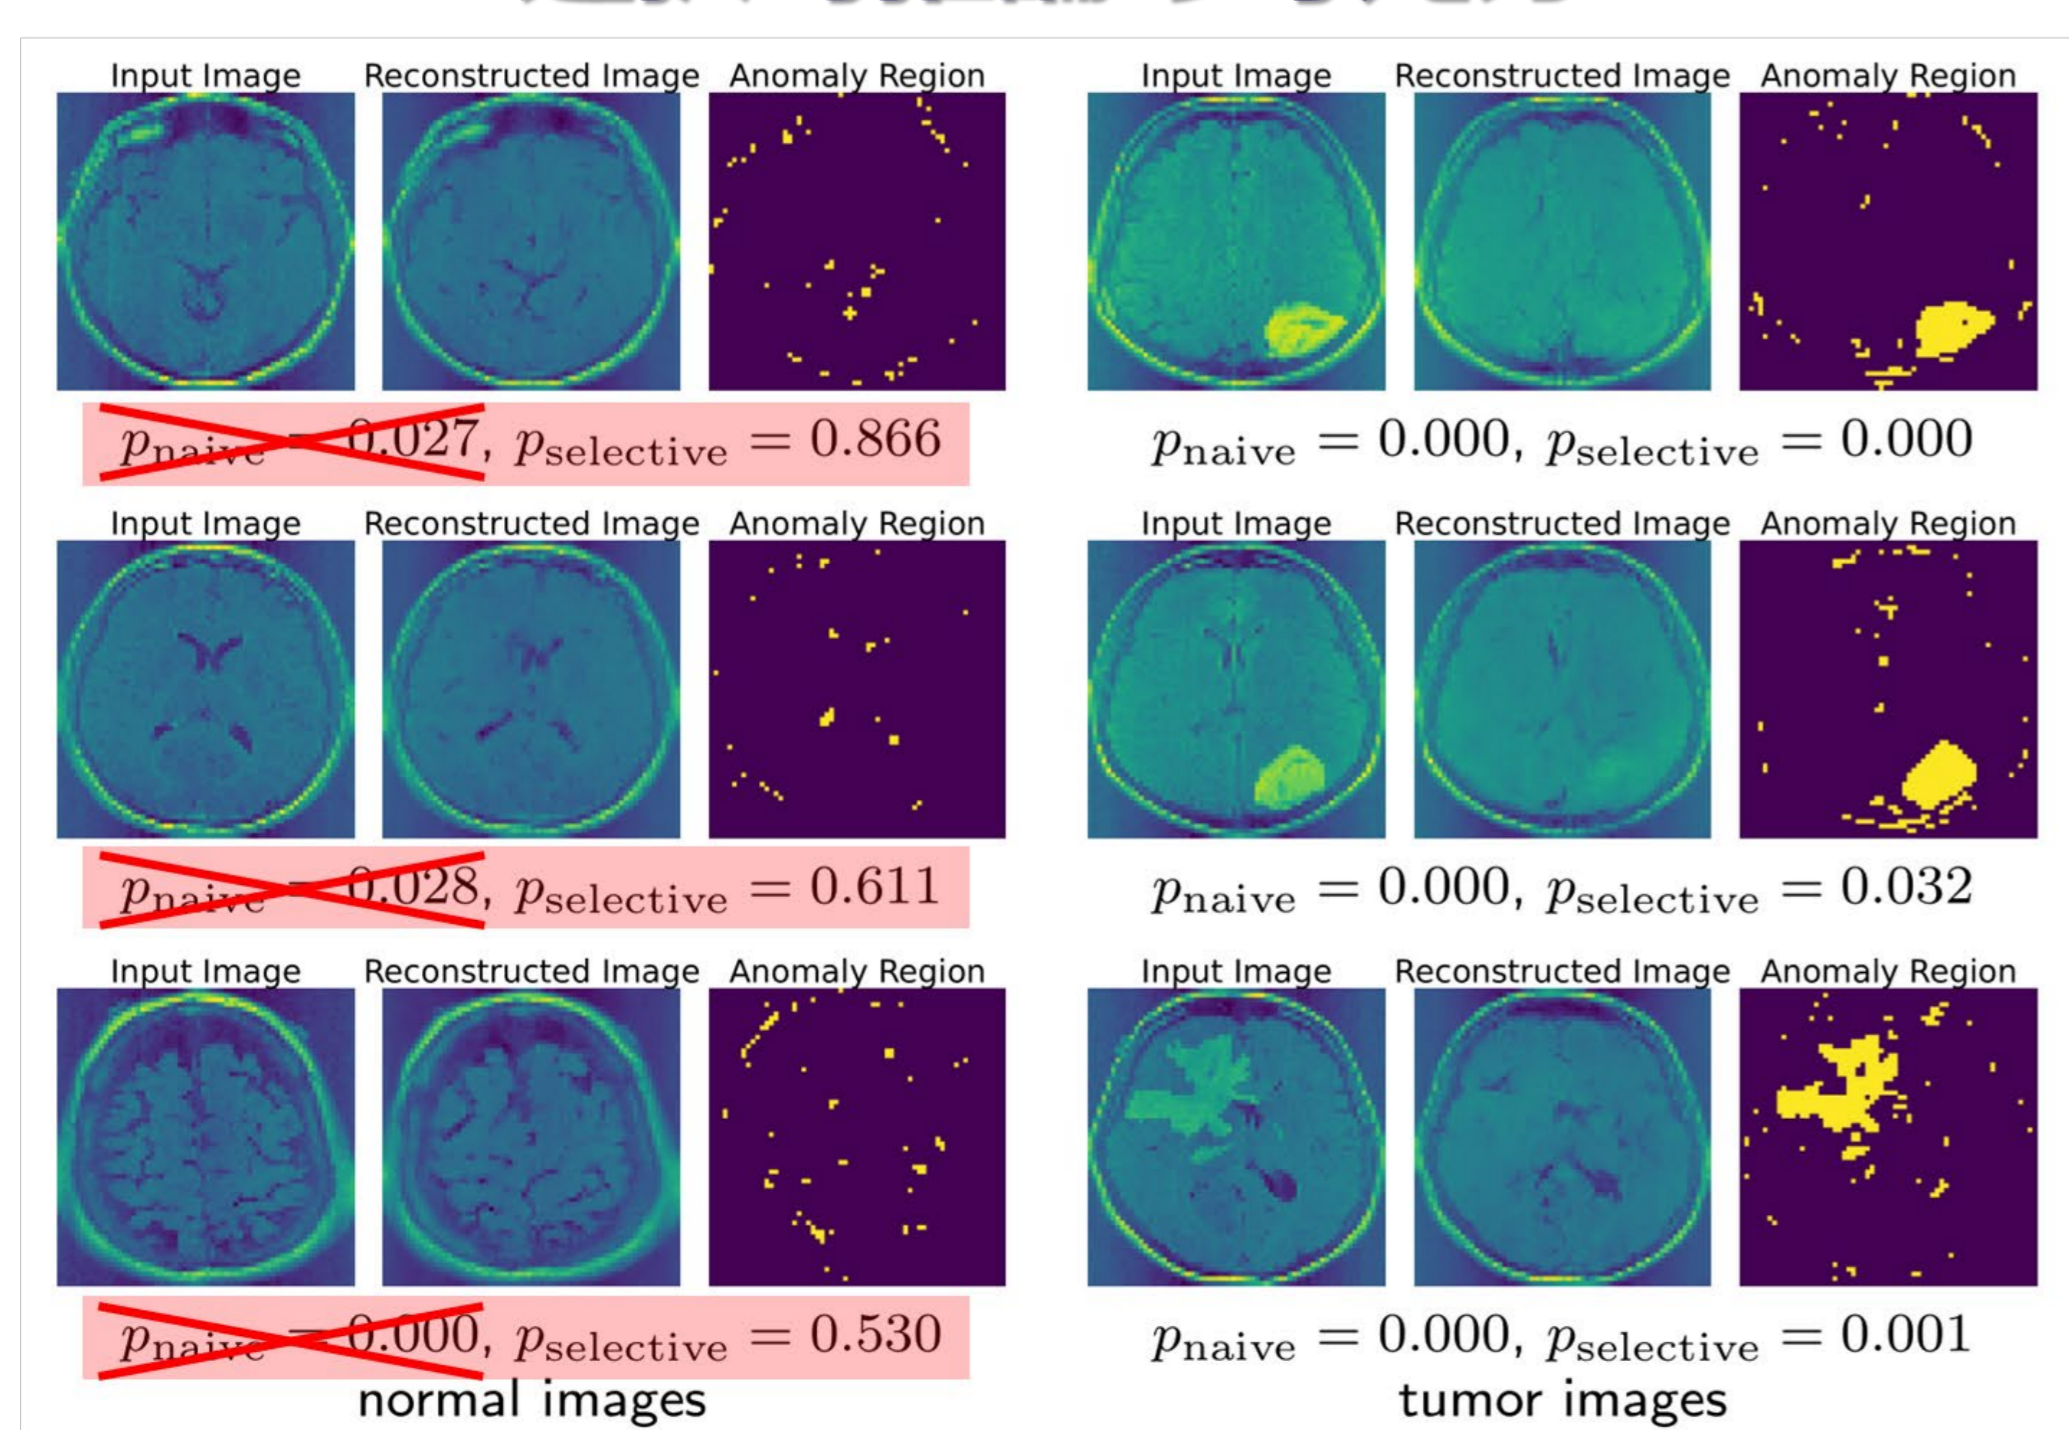 Input Image Reconstructed Image Anomaly Region
p_naive = 0.027, p_selective = 0.866
Input Image Reconstructed Image Anomaly Region
p_naive = 0.028, p_selective = 0.611
Input Image Reconstructed Image Anomaly Region
p_naive = 0.000, p_selective = 0.530
normal images
Input Image Reconstructed Image Anomaly Region
p_naive = 0.000, p_selective = 0.000
Input Image Reconstructed Image Anomaly Region
p_naive = 0.000, p_selective = 0.032
Input Image Reconstructed Image Anomaly Region
p_naive = 0.000, p_selective = 0.001
tumor images